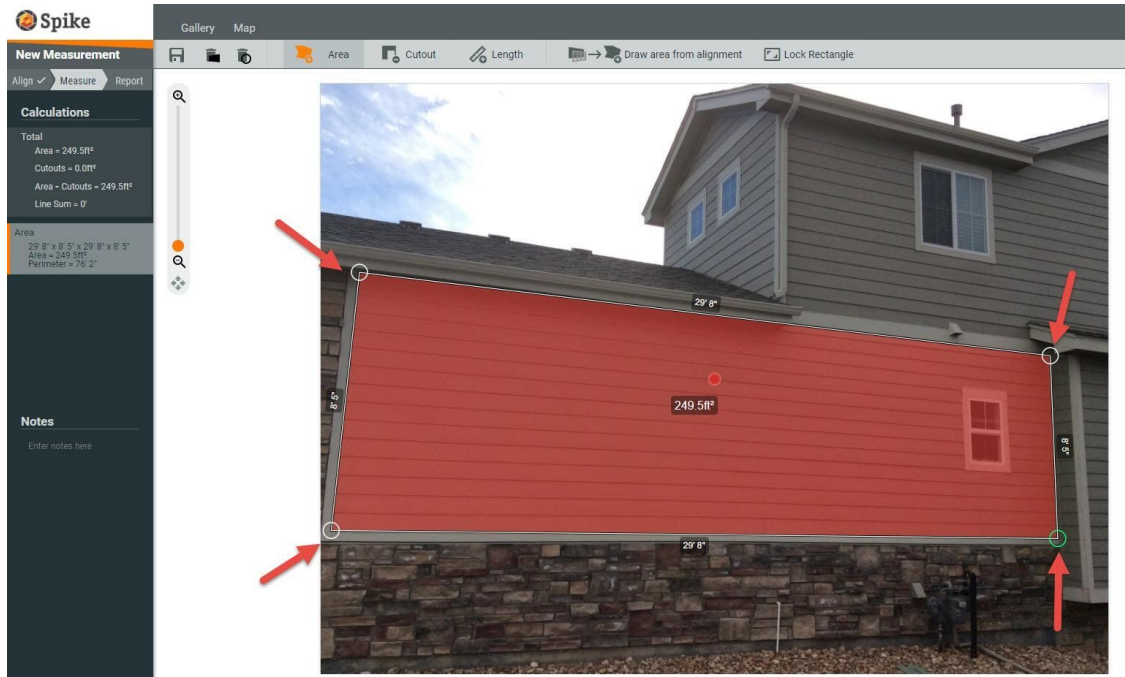 Spike
Gallery Map
New Measurement
Area Cutout Length Draw area from alignment Lock Rectangle
Align Measure Report
Calculations
Total
Area = 249.5ft²
Cutouts = 0.0ft²
Area - Cutouts = 249.5ft²
Line Sum = 0'
Area
29' 8" x 8' 5" x 29' 8" x 8' 5"
Area = 249.5ft²
Perimeter = 76' 2"
Notes
Enter notes here
29' 8"
249.5ft²
8' 5"
8' 5"
29' 8"